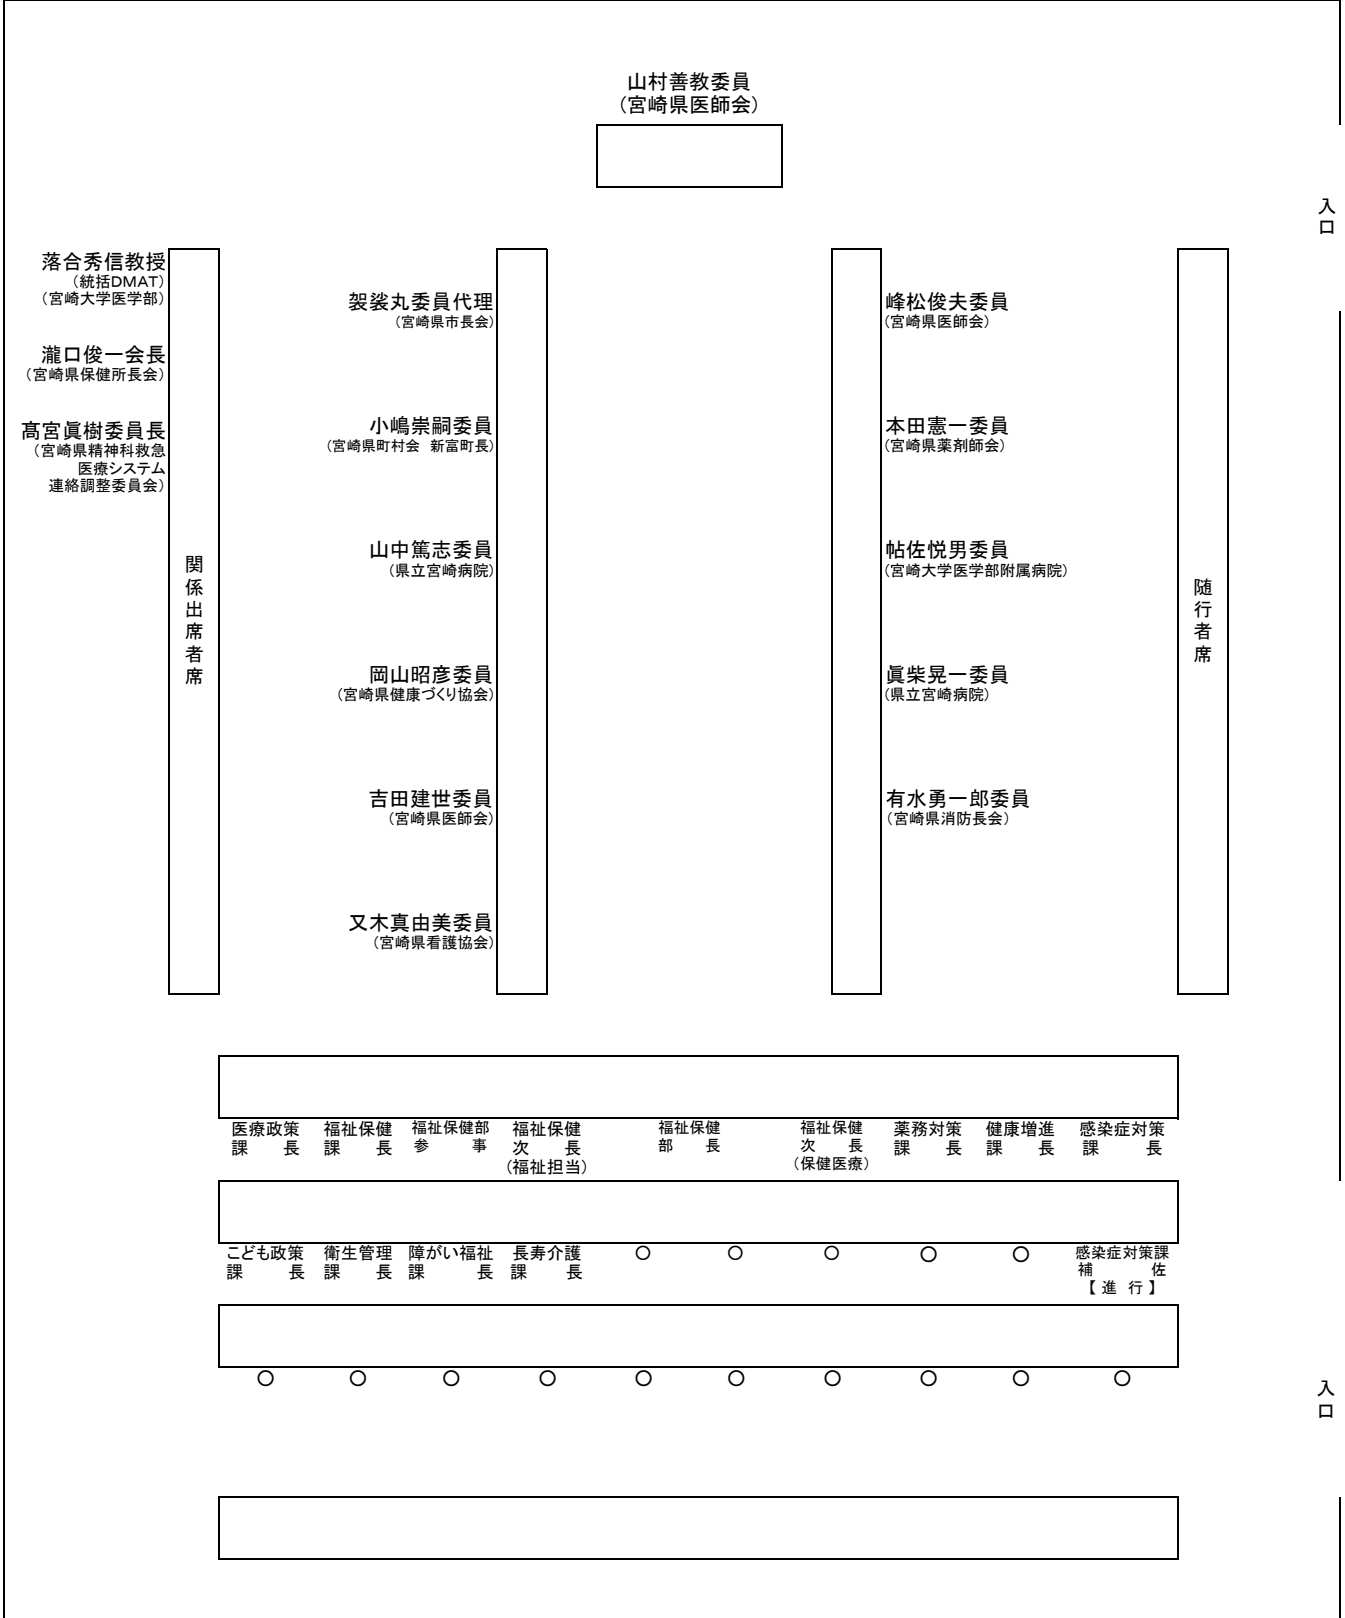 山村善教委員
（宮崎県医師会）
入口
落合秀信教授
（統括DMAT）
（宮崎大学医学部）
瀧口俊一会長
（宮崎県保健所長会）
髙宮眞樹委員長
（宮崎県精神科救急
医療システム
連絡調整委員会）
関係出席者席
袈裟丸委員代理
（宮崎県市長会）
小嶋崇嗣委員
（宮崎県町村会　新富町長）
山中篤志委員
（県立宮崎病院）
岡山昭彦委員
（宮崎県健康づくり協会）
吉田建世委員
（宮崎県医師会）
又木真由美委員
（宮崎県看護協会）
峰松俊夫委員
（宮崎県医師会）
本田憲一委員
（宮崎県薬剤師会）
帖佐悦男委員
（宮崎大学医学部附属病院）
眞柴晃一委員
（県立宮崎病院）
有水勇一郎委員
（宮崎県消防長会）
随行者席
医療政策
課　　長
福祉保健
課　　長
福祉保健部
参　　事
福祉保健
次　　長
（福祉担当）
福祉保健
部　　長
福祉保健
次　　長
（保健医療）
薬務対策
課　　長
健康増進
課　　長
感染症対策
課　　長
こども政策
課　　長
衛生管理
課　　長
障がい福祉
課　　長
長寿介護
課　　長
○ ○ ○ ○ ○
感染症対策課
補　　佐
【 進 行 】
○ ○ ○ ○ ○ ○ ○ ○ ○ ○
入口